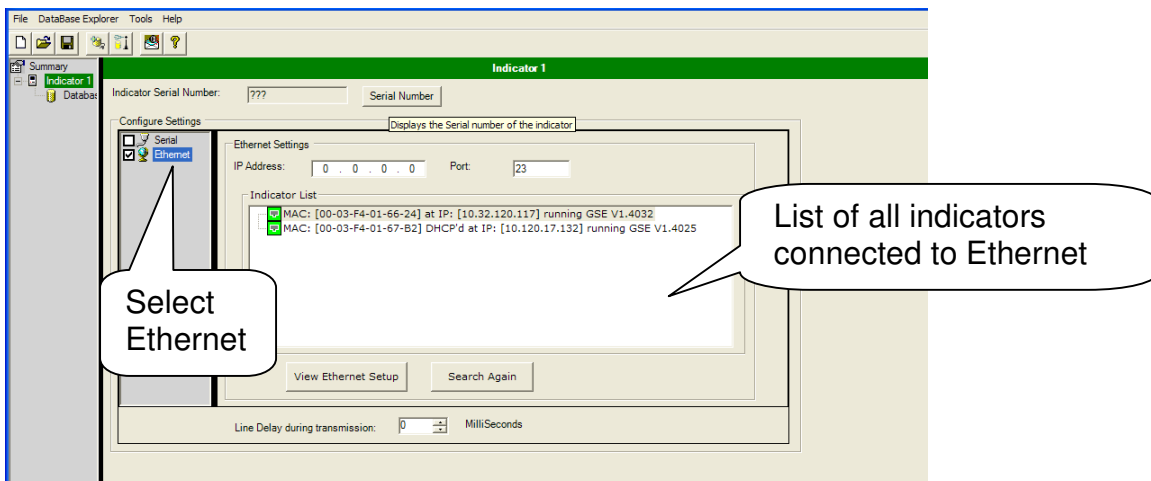 File DataBase Explorer Tools Help
Summary
Indicator 1
Indicator 1
Databas
Indicator Serial Number: ??? Serial Number
Displays the Serial number of the indicator
Configure Settings
Serial
Ethernet
Ethernet Settings
IP Address: 0 . 0 . 0 . 0 Port: 23
Indicator List
MAC: [00-03-F4-01-66-24] at IP: [10.32.120.117] running GSE V1.4032
MAC: [00-03-F4-01-67-B2] DHCP'd at IP: [10.120.17.132] running GSE V1.4025
List of all indicators
connected to Ethernet
Select
Ethernet
View Ethernet Setup Search Again
Line Delay during transmission: 0 MilliSeconds